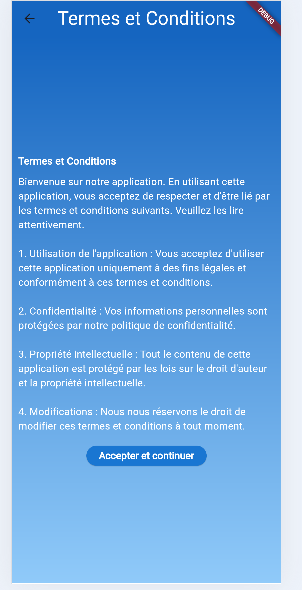 Termes et Conditions
DEBUG
Termes et Conditions
Bienvenue sur notre application. En utilisant cette
application, vous acceptez de respecter et d'être lié par
les termes et conditions suivants. Veuillez les lire
attentivement.
1. Utilisation de l'application : Vous acceptez d'utiliser
cette application uniquement à des fins légales et
conformément à ces termes et conditions.
2. Confidentialité : Vos informations personnelles sont
protégées par notre politique de confidentialité.
3. Propriété Intellectuelle : Tout le contenu de cette
application est protégé par les lois sur le droit d'auteur
et la propriété intellectuelle.
4. Modifications : Nous nous réservons le droit de
modifier ces termes et conditions à tout moment.
Accepter et continuer